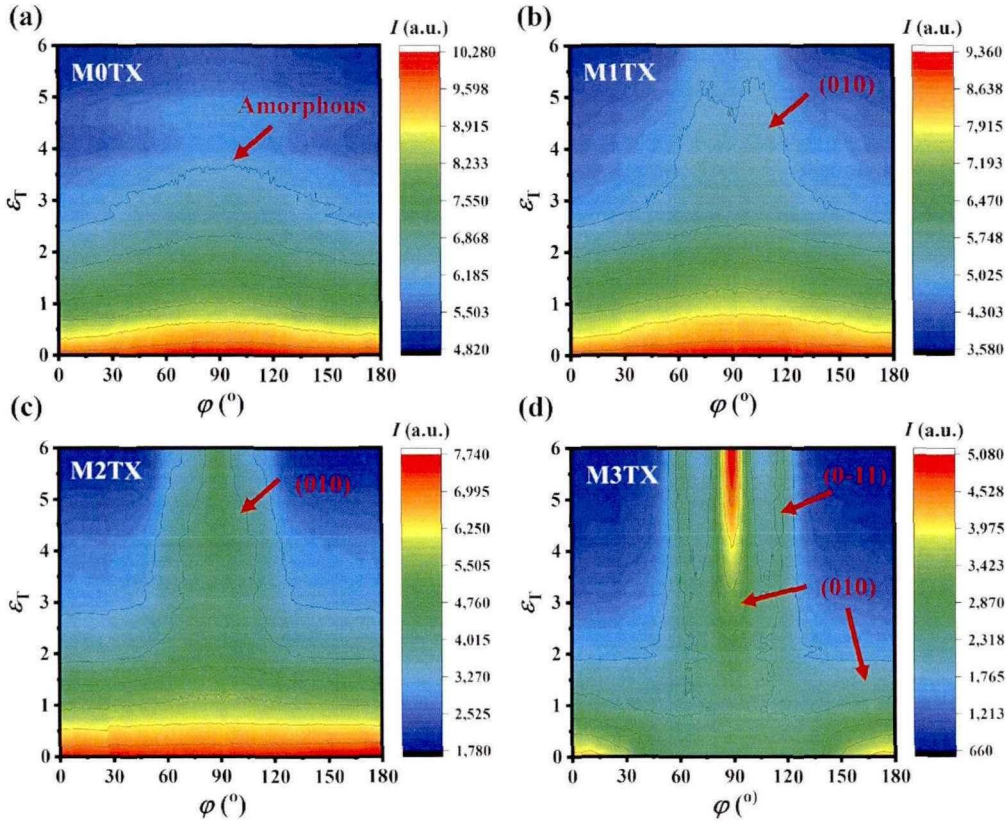 (a)
I (a.u.)
M0TX
Amorphous
6
5
4
3
2
1
0
εT
0 30 60 90 120 150 180
φ (°)
10,280
9,598
8,915
8,233
7,550
6,868
6,185
5,503
4,820
(b)
I (a.u.)
M1TX
(010)
6
5
4
3
2
1
0
εT
0 30 60 90 120 150 180
φ (°)
9,360
8,638
7,915
7,193
6,470
5,748
5,025
4,303
3,580
(c)
I (a.u.)
M2TX
(010)
6
5
4
3
2
1
0
εT
0 30 60 90 120 150 180
φ (°)
7,740
6,995
6,250
5,505
4,760
4,015
3,270
2,525
1,780
(d)
I (a.u.)
M3TX
(0-11)
(010)
6
5
4
3
2
1
0
εT
0 30 60 90 120 150 180
φ (°)
5,080
4,528
3,975
3,423
2,870
2,318
1,765
1,213
660